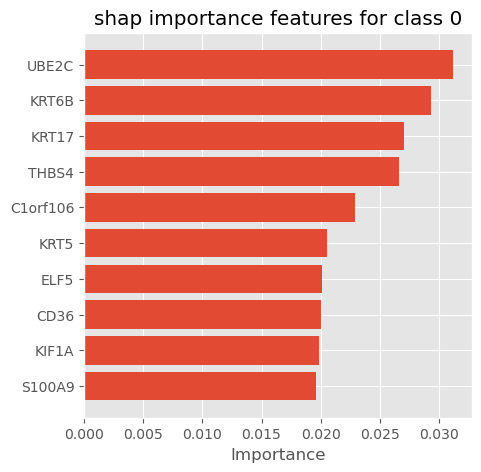 shap importance features for class 0
UBE2C
KRT6B
KRT17
THBS4
C1orf106
KRT5
ELF5
CD36
KIF1A
S100A9
0.000 0.005 0.010 0.015 0.020 0.025 0.030
Importance